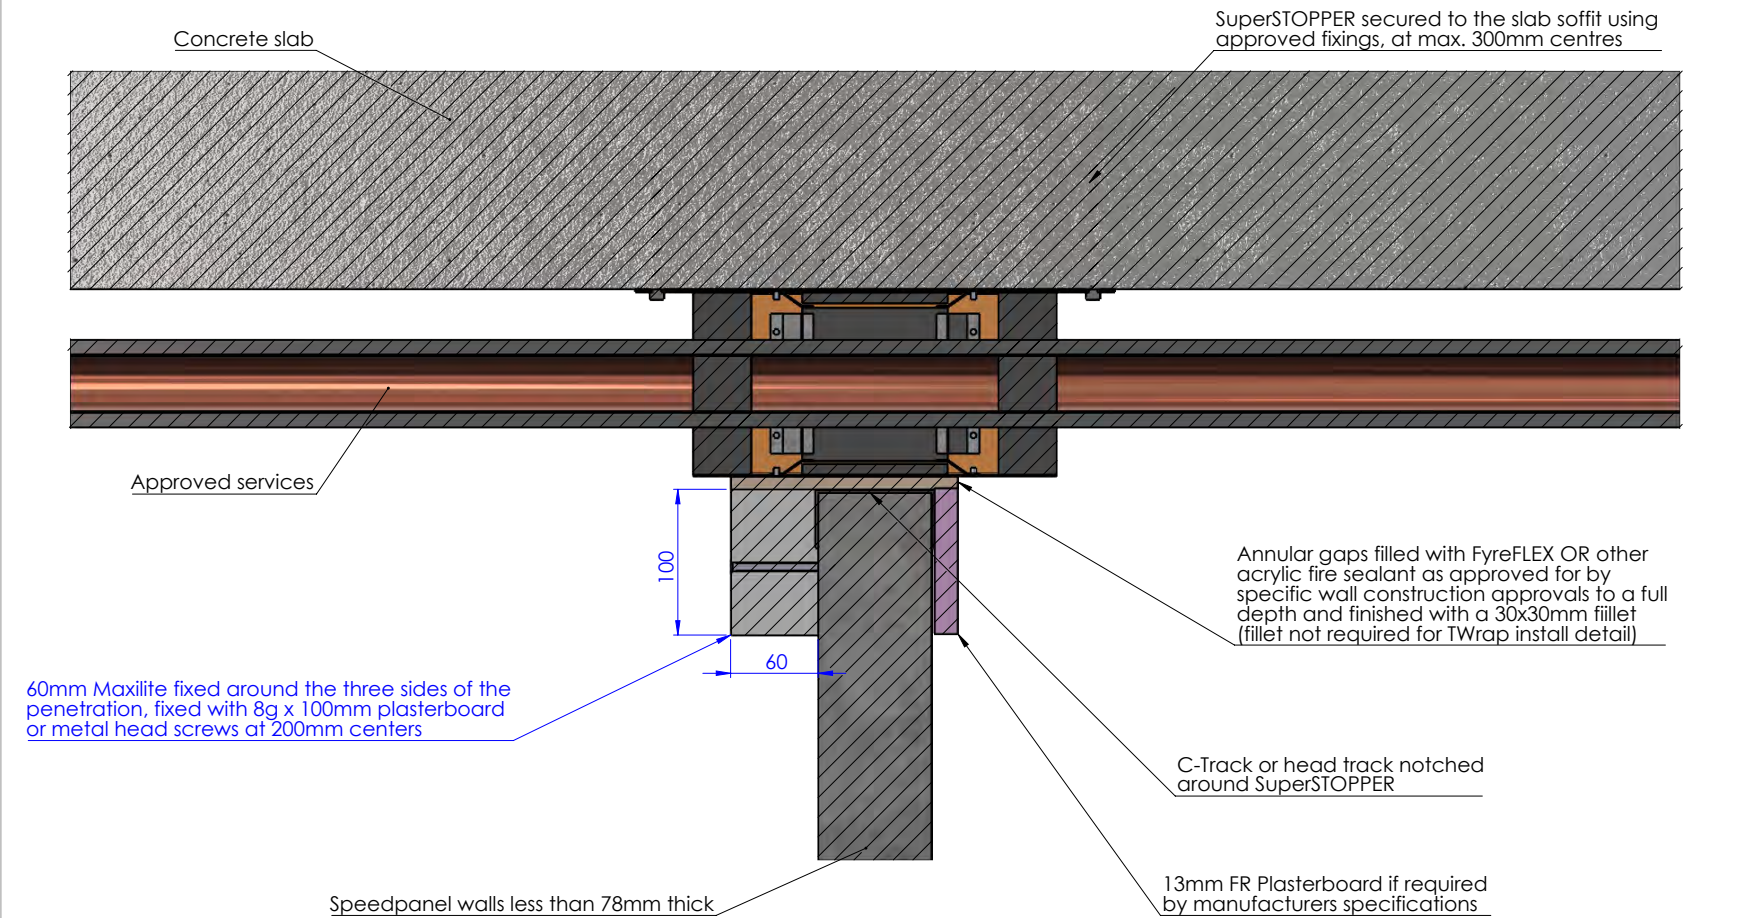 Concrete slab
SuperSTOPPER secured to the slab soffit using
approved fixings, at max. 300mm centres
Approved services
100
60
Annular gaps filled with FyreFLEX OR other
acrylic fire sealant as approved for by
specific wall construction approvals to a full
depth and finished with a 30x30mm fiillet
(fillet not required for TWrap install detail)
60mm Maxilite fixed around the three sides of the
penetration, fixed with 8g x 100mm plasterboard
or metal head screws at 200mm centers
C-Track or head track notched
around SuperSTOPPER
Speedpanel walls less than 78mm thick
13mm FR Plasterboard if required
by manufacturers specifications